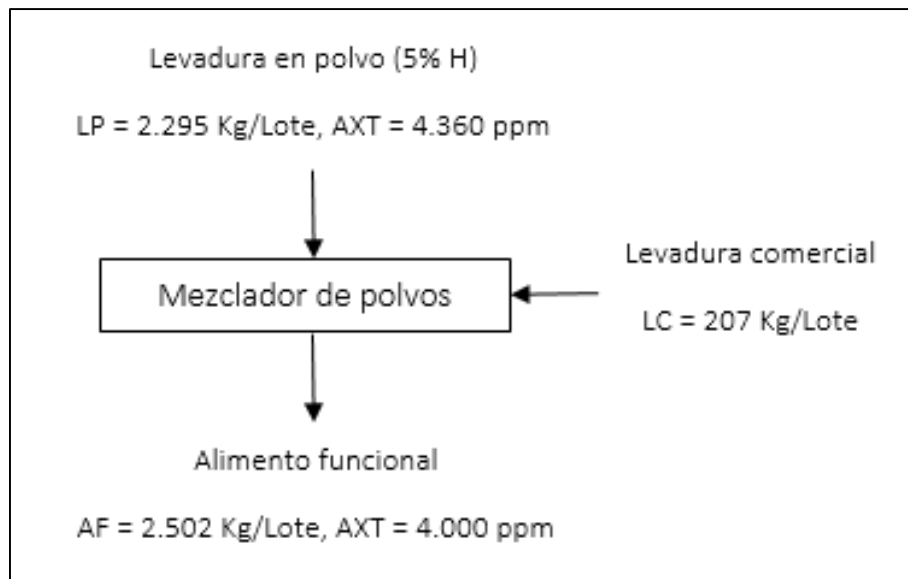 Levadura en polvo (5% H)
LP = 2.295 Kg/Lote, AXT = 4.360 ppm
Mezclador de polvos
Levadura comercial
LC = 207 Kg/Lote
Alimento funcional
AF = 2.502 Kg/Lote, AXT = 4.000 ppm